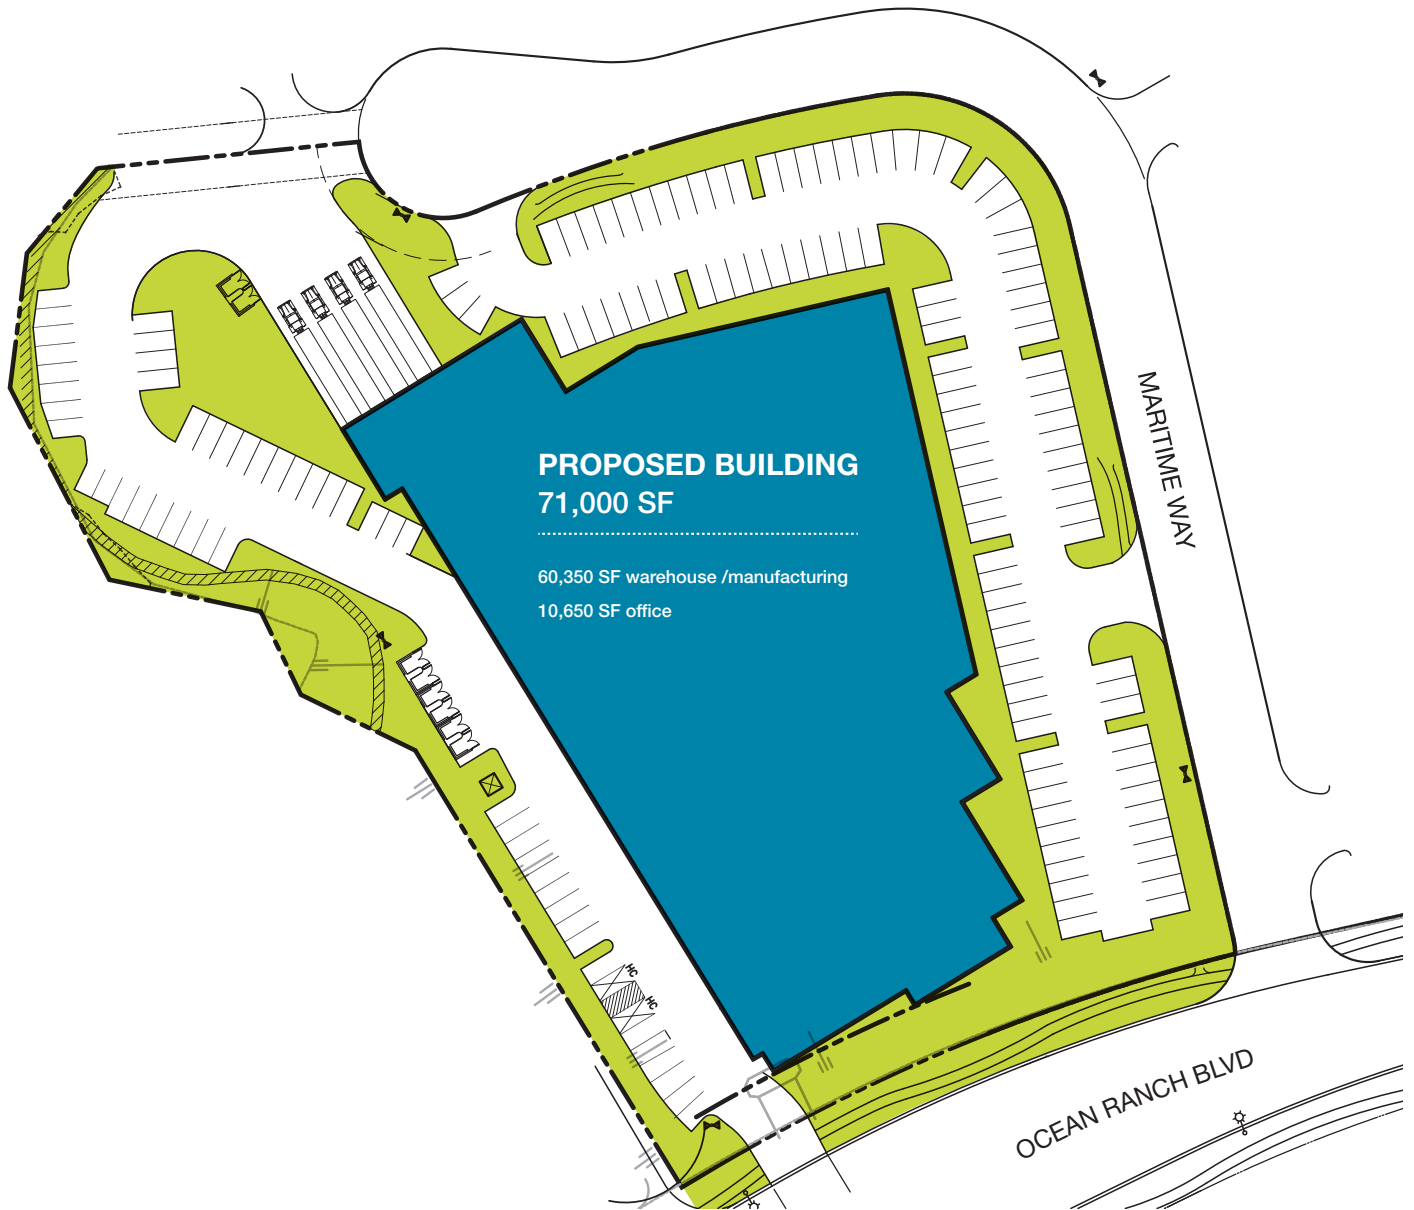 PROPOSED BUILDING
71,000 SF
60,350 SF warehouse /manufacturing
10,650 SF office
MARITIME WAY
HC
HC
OCEAN RANCH BLVD